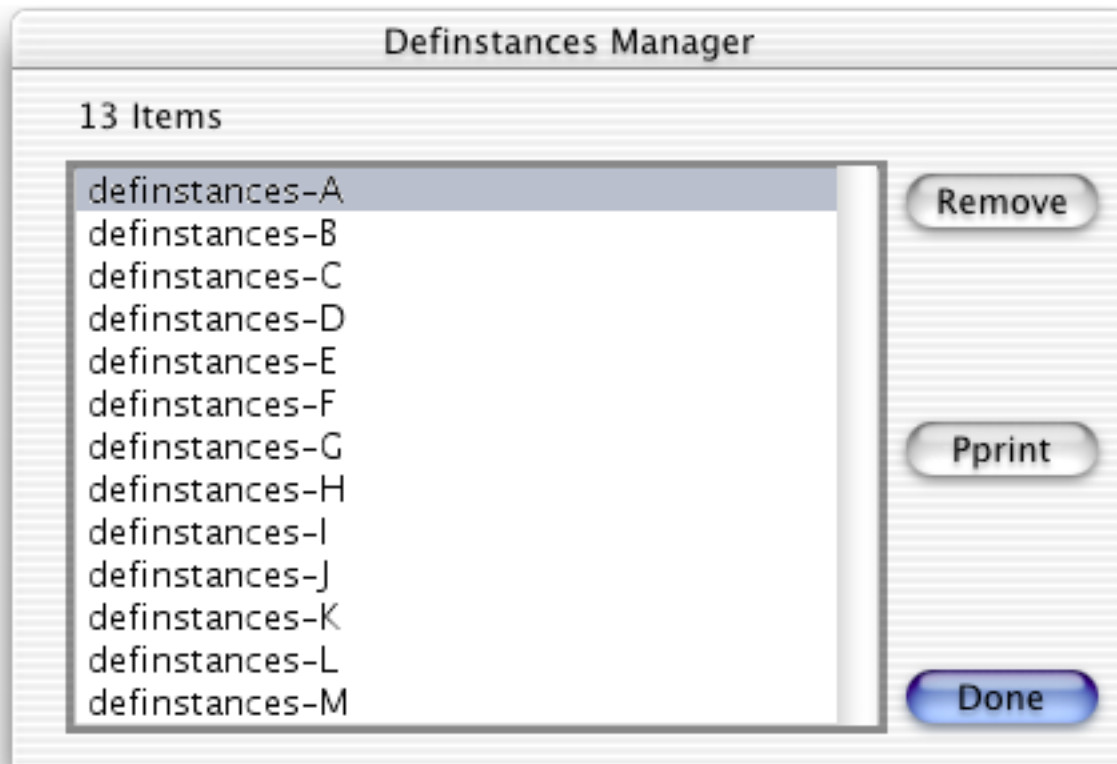 Definstances Manager
13 Items
definstances-A
definstances-B
definstances-C
definstances-D
definstances-E
definstances-F
definstances-G
definstances-H
definstances-I
definstances-J
definstances-K
definstances-L
definstances-M
Remove
Pprint
Done